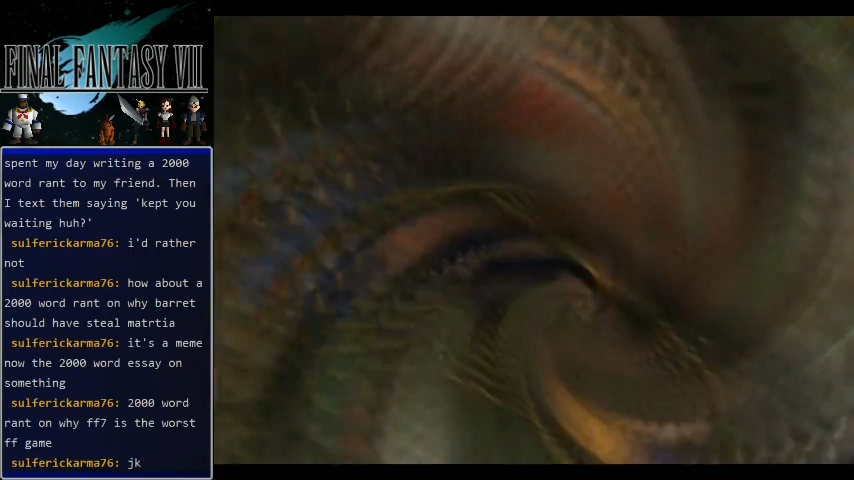 FINAL FANTASY VII
spent my day writing a 2000
word rant to my friend. Then
I text them saying 'kept you
waiting huh?'
sulferickarma76: i'd rather
not
sulferickarma76: how about a
2000 word rant on why barret
should have steal matrtia
sulferickarma76: it's a meme
now the 2000 word essay on
something
sulferickarma76: 2000 word
rant on why ff7 is the worst
ff game
sulferickarma76: jk